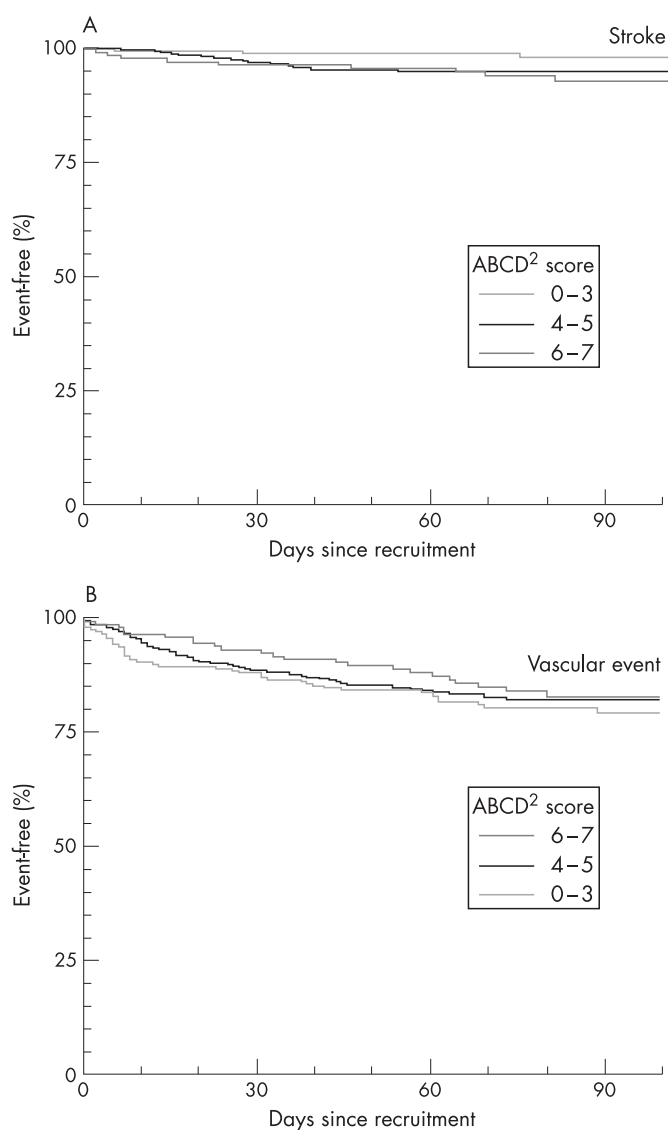 A
Stroke
100
75
50
25
0
Event-free (%)
ABCD² score
0–3
4–5
6–7
0 30 60 90
Days since recruitment
B
Vascular event
100
75
50
25
0
Event-free (%)
ABCD² score
6–7
4–5
0–3
0 30 60 90
Days since recruitment